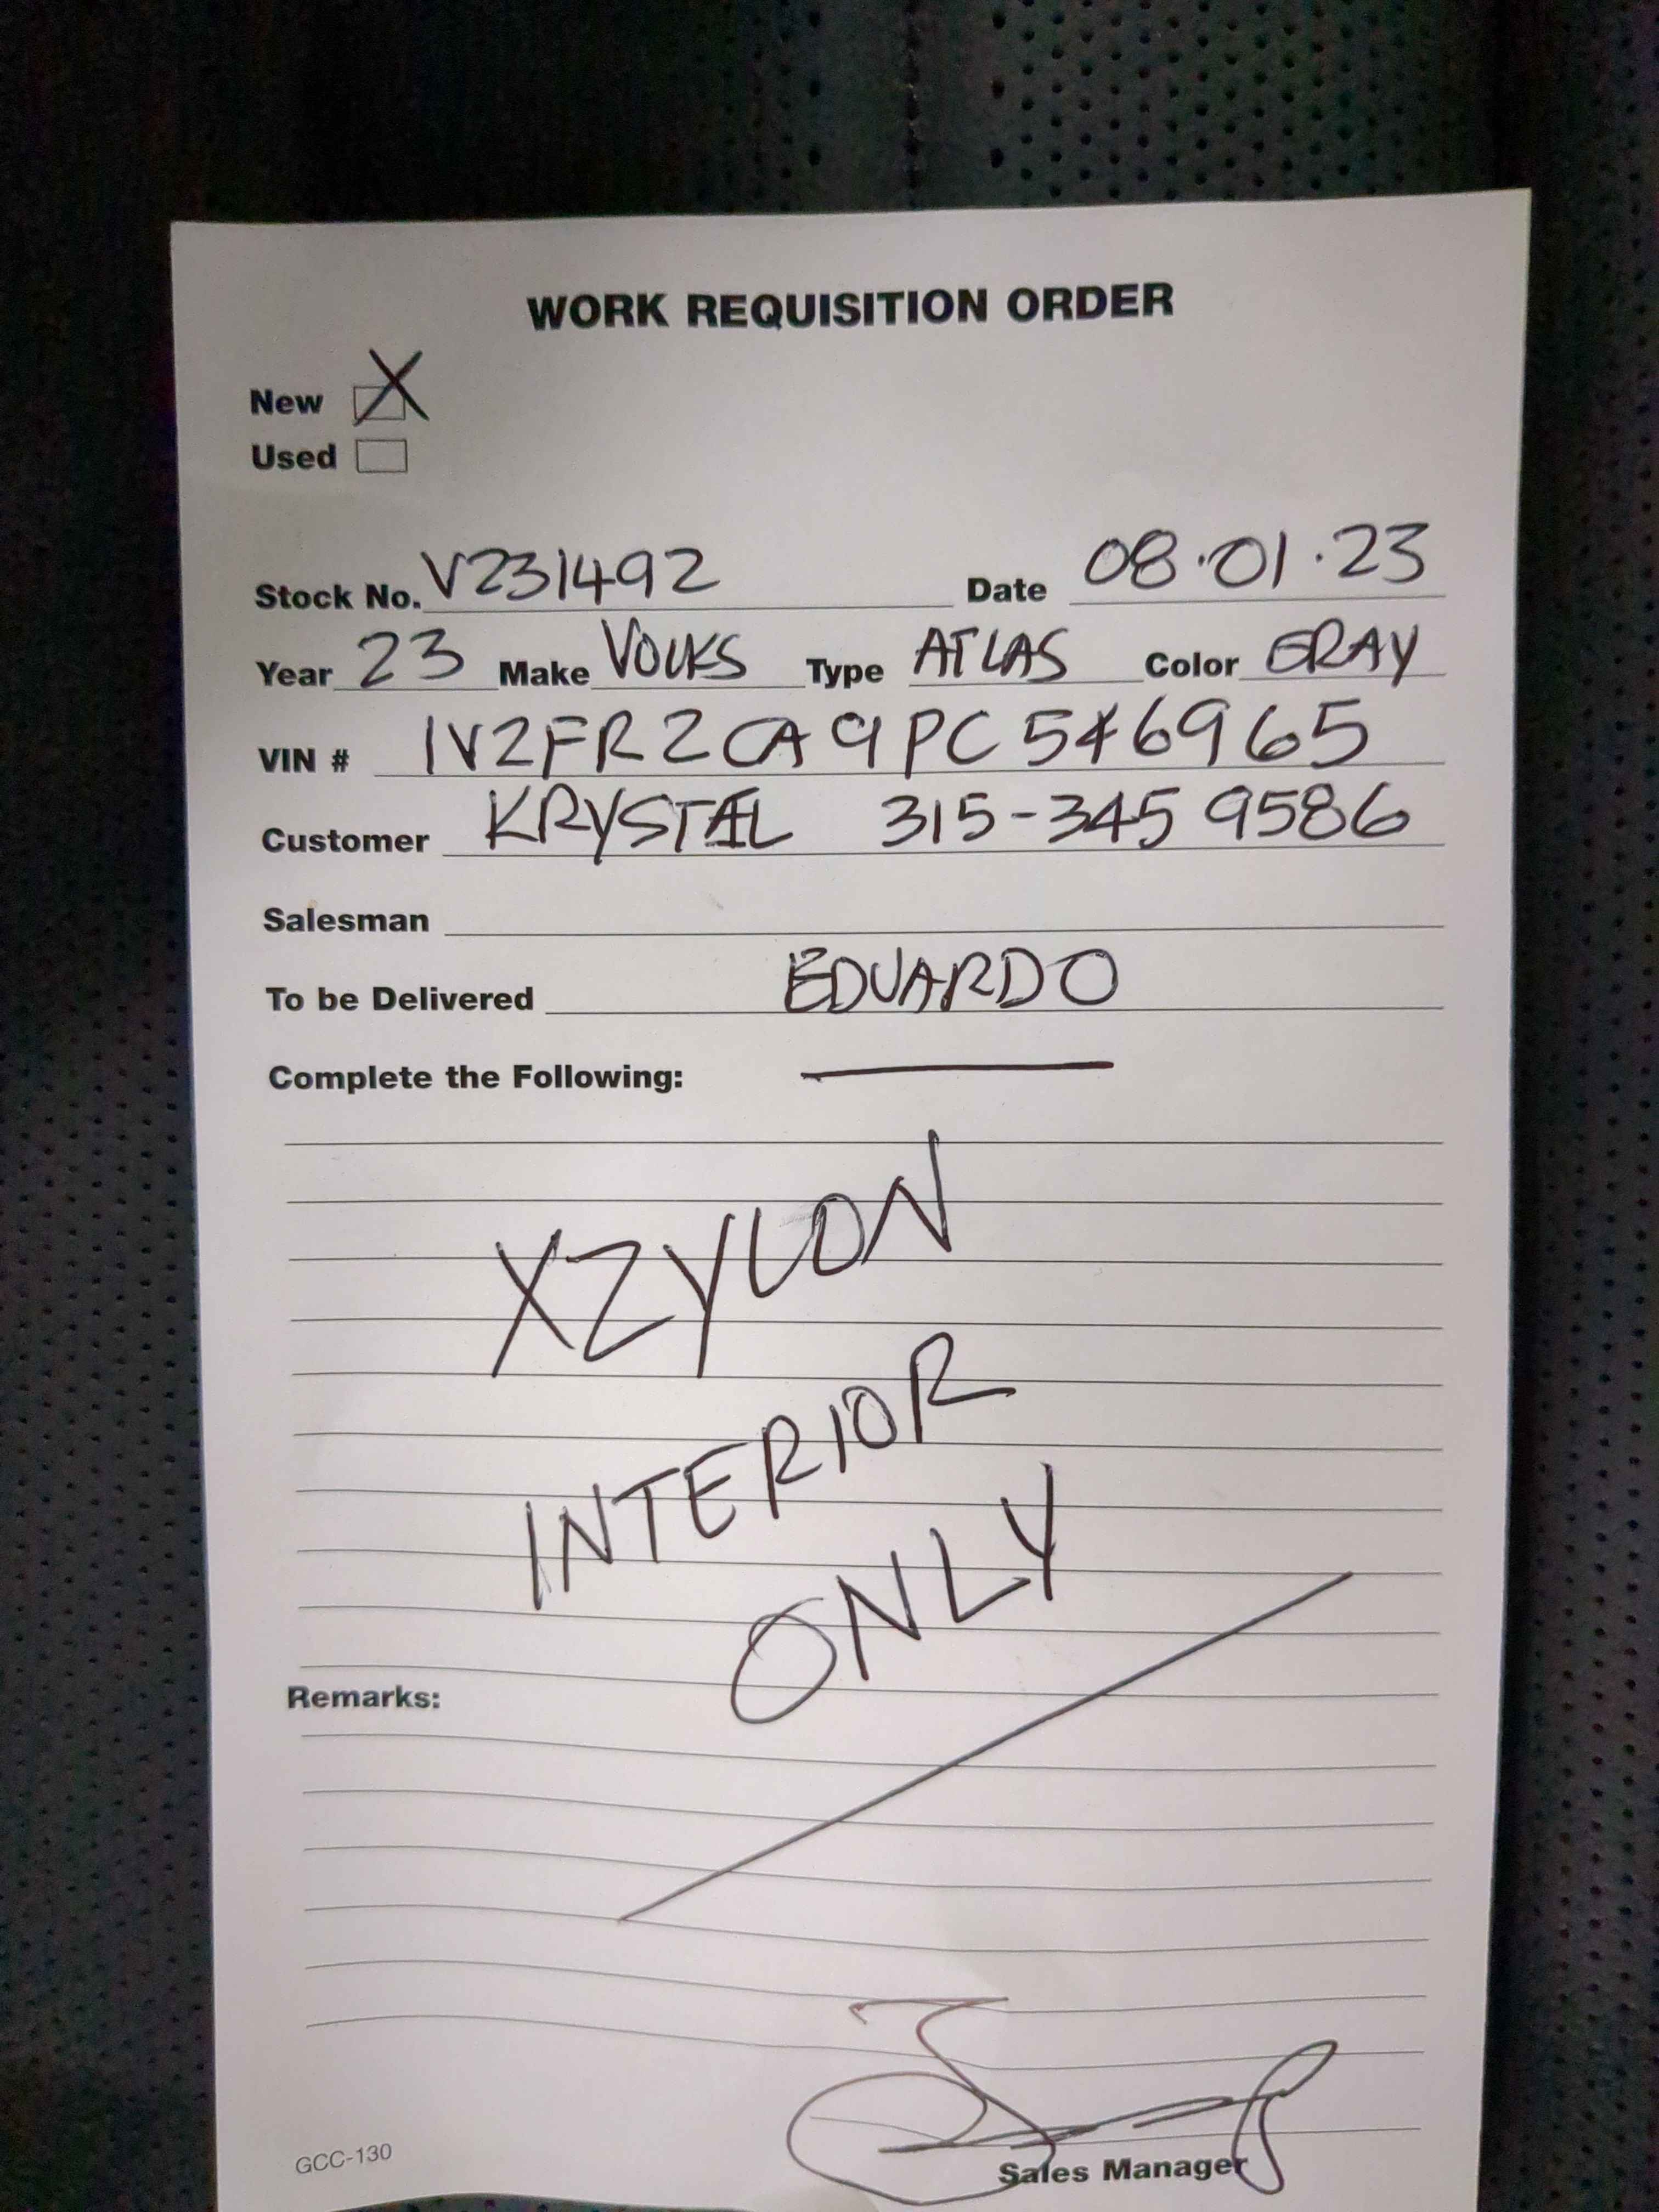 WORK REQUISITION ORDER
New X
Used
Stock No. V231492 Date 08.01.23
Year 23 Make VOLKS Type ATLAS Color GRAY
VIN # 1V2FR2CA9PC546965
Customer KRYSTAL 315-345 9586
Salesman
To be Delivered EDUARDO
Complete the Following:
XZYLON
INTERIOR
ONLY
Remarks:
Sales Manager
GCC-130